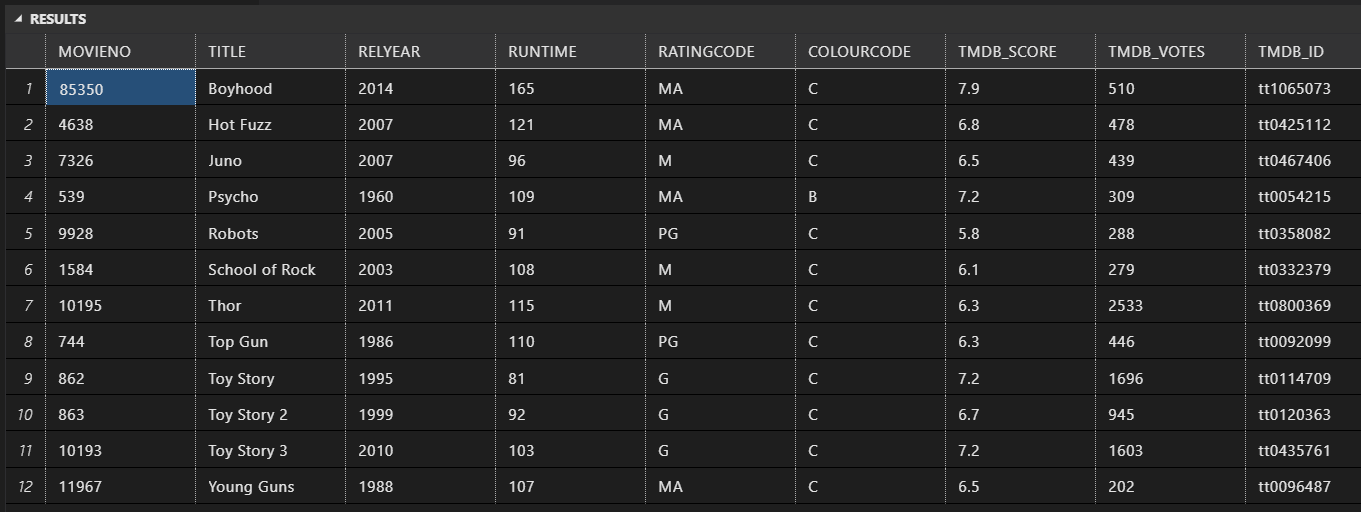 RESULTS
MOVIENO TITLE RELYEAR RUNTIME RATINGCODE COLOURCODE TMDB_SCORE TMDB_VOTES TMDB_ID
1 85350 Boyhood 2014 165 MA C 7.9 510 tt1065073
2 4638 Hot Fuzz 2007 121 MA C 6.8 478 tt0425112
3 7326 Juno 2007 96 M C 6.5 439 tt0467406
4 539 Psycho 1960 109 MA B 7.2 309 tt0054215
5 9928 Robots 2005 91 PG C 5.8 288 tt0358082
6 1584 School of Rock 2003 108 M C 6.1 279 tt0332379
7 10195 Thor 2011 115 M C 6.3 2533 tt0800369
8 744 Top Gun 1986 110 PG C 6.3 446 tt0092099
9 862 Toy Story 1995 81 G C 7.2 1696 tt0114709
10 863 Toy Story 2 1999 92 G C 6.7 945 tt0120363
11 10193 Toy Story 3 2010 103 G C 7.2 1603 tt0435761
12 11967 Young Guns 1988 107 MA C 6.5 202 tt0096487